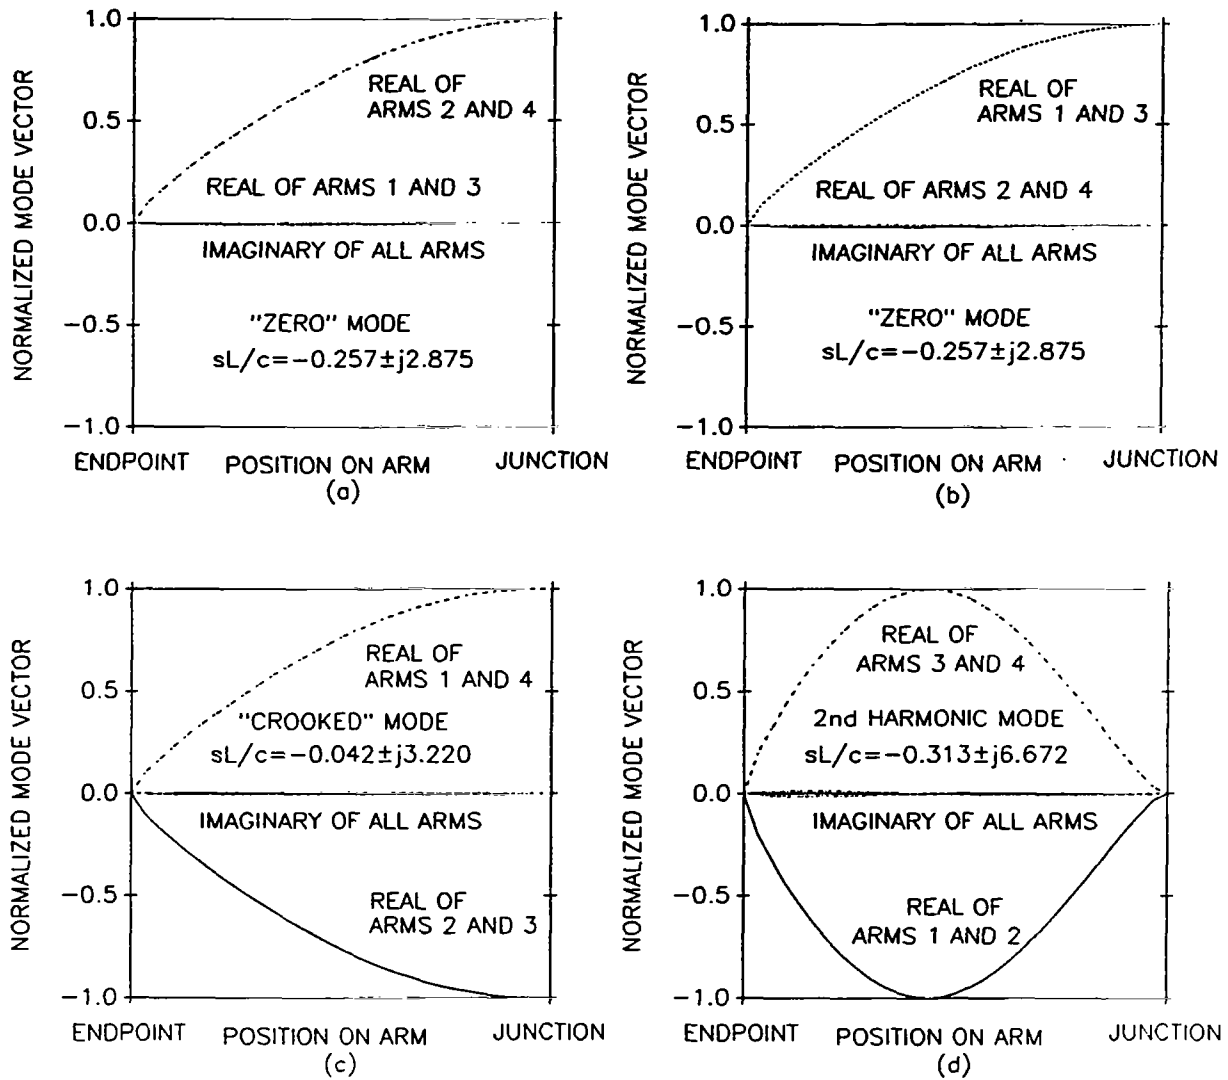 NORMALIZED MODE VECTOR
1.0
0.5
0.0
−0.5
−1.0
REAL OF
ARMS 2 AND 4
REAL OF ARMS 1 AND 3
IMAGINARY OF ALL ARMS
"ZERO" MODE
sL/c=−0.257±j2.875
ENDPOINT
POSITION ON ARM
JUNCTION
(a)
NORMALIZED MODE VECTOR
1.0
0.5
0.0
−0.5
−1.0
REAL OF
ARMS 1 AND 3
REAL OF ARMS 2 AND 4
IMAGINARY OF ALL ARMS
"ZERO" MODE
sL/c=−0.257±j2.875
ENDPOINT
POSITION ON ARM
JUNCTION
(b)
NORMALIZED MODE VECTOR
1.0
0.5
0.0
−0.5
−1.0
REAL OF
ARMS 1 AND 4
"CROOKED" MODE
sL/c=−0.042±j3.220
IMAGINARY OF ALL ARMS
REAL OF
ARMS 2 AND 3
ENDPOINT
POSITION ON ARM
JUNCTION
(c)
NORMALIZED MODE VECTOR
1.0
0.5
0.0
−0.5
−1.0
REAL OF
ARMS 3 AND 4
2nd HARMONIC MODE
sL/c=−0.313±j6.672
IMAGINARY OF ALL ARMS
REAL OF
ARMS 1 AND 2
ENDPOINT
POSITION ON ARM
JUNCTION
(d)